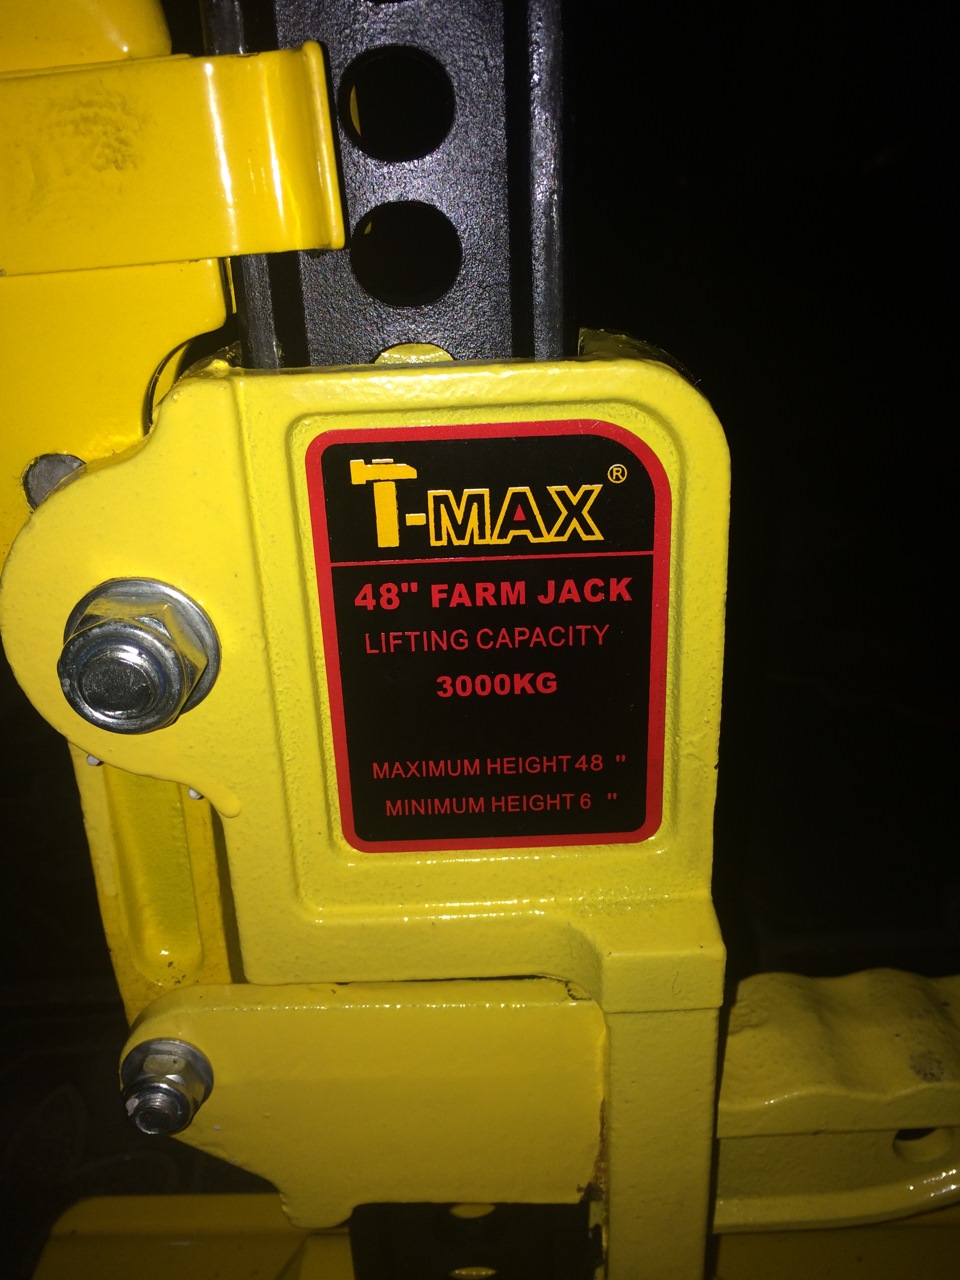 T-MAX®
48" FARM JACK
LIFTING CAPACITY
3000KG
MAXIMUM HEIGHT 48 "
MINIMUM HEIGHT 6 "